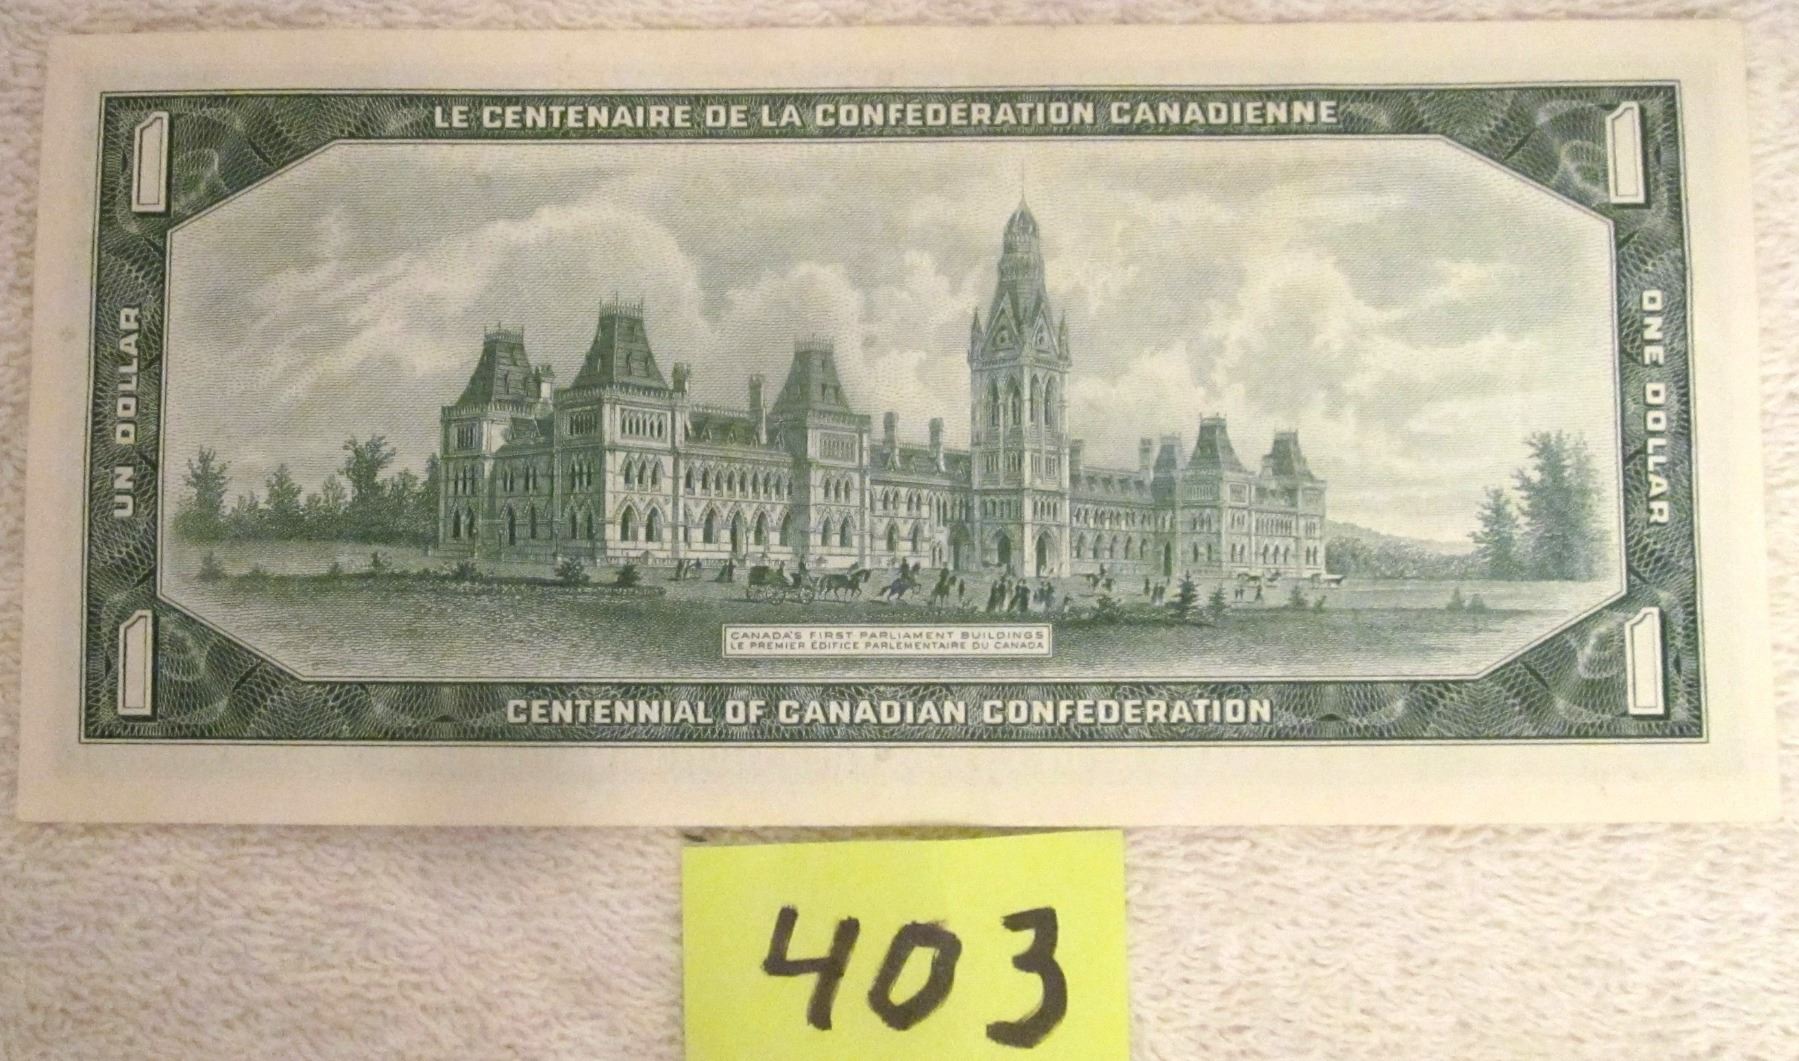 LE CENTENAIRE DE LA CONFÉDÉRATION CANADIENNE
1
1
UN DOLLAR
ONE DOLLAR
CANADA'S FIRST PARLIAMENT BUILDINGS
LE PREMIER ÉDIFICE PARLEMENTAIRE DU CANADA
1
1
CENTENNIAL OF CANADIAN CONFEDERATION
403